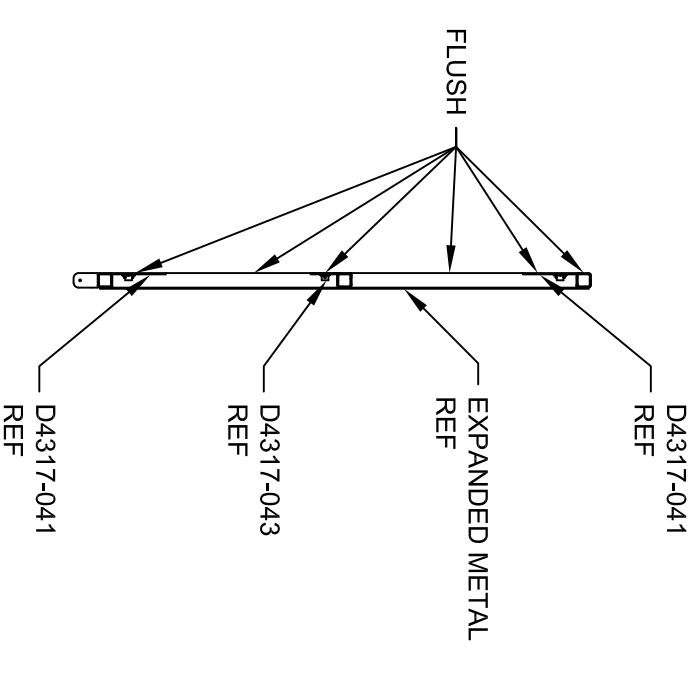 FLUSH
D4317-041
REF
EXPANDED METAL
REF
D4317-043
REF
D4317-041
REF